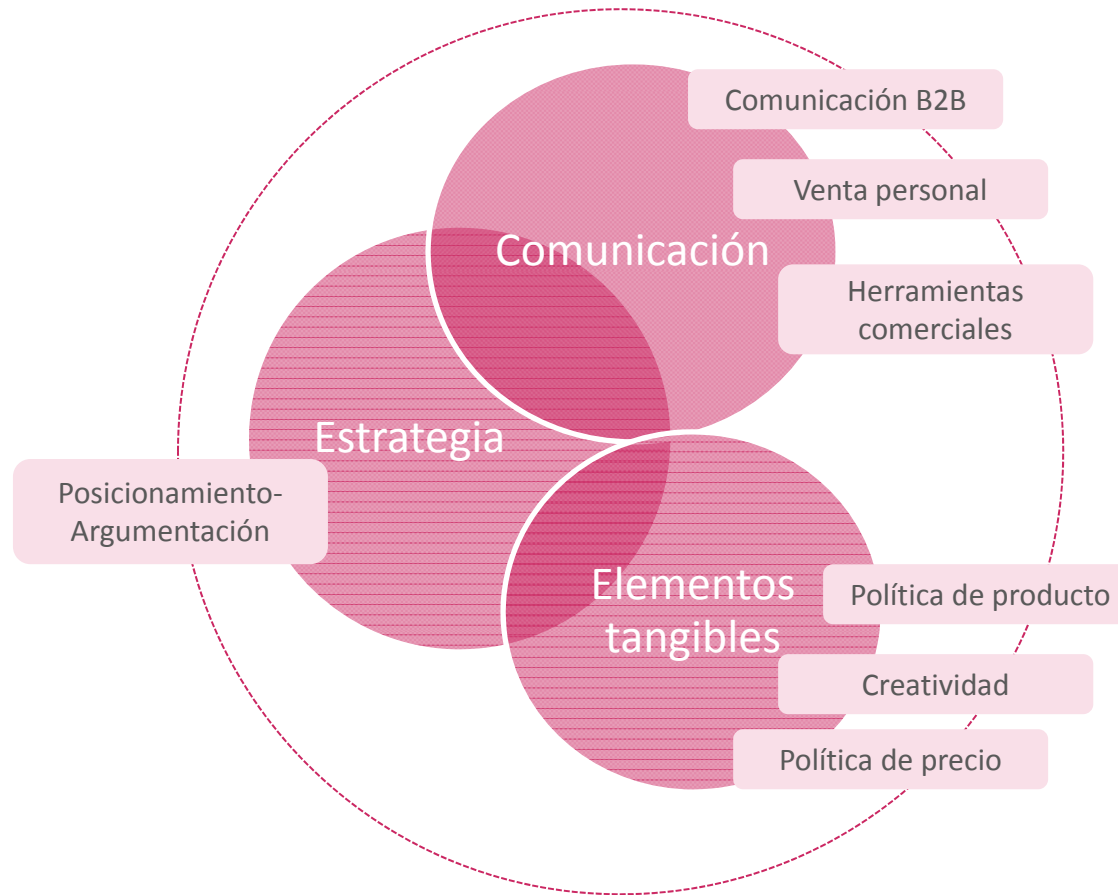 Comunicación B2B
Venta personal
Comunicación
Herramientas
comerciales
Estrategia
Posicionamiento-
Argumentación
Elementos
tangibles
Política de producto
Creatividad
Política de precio